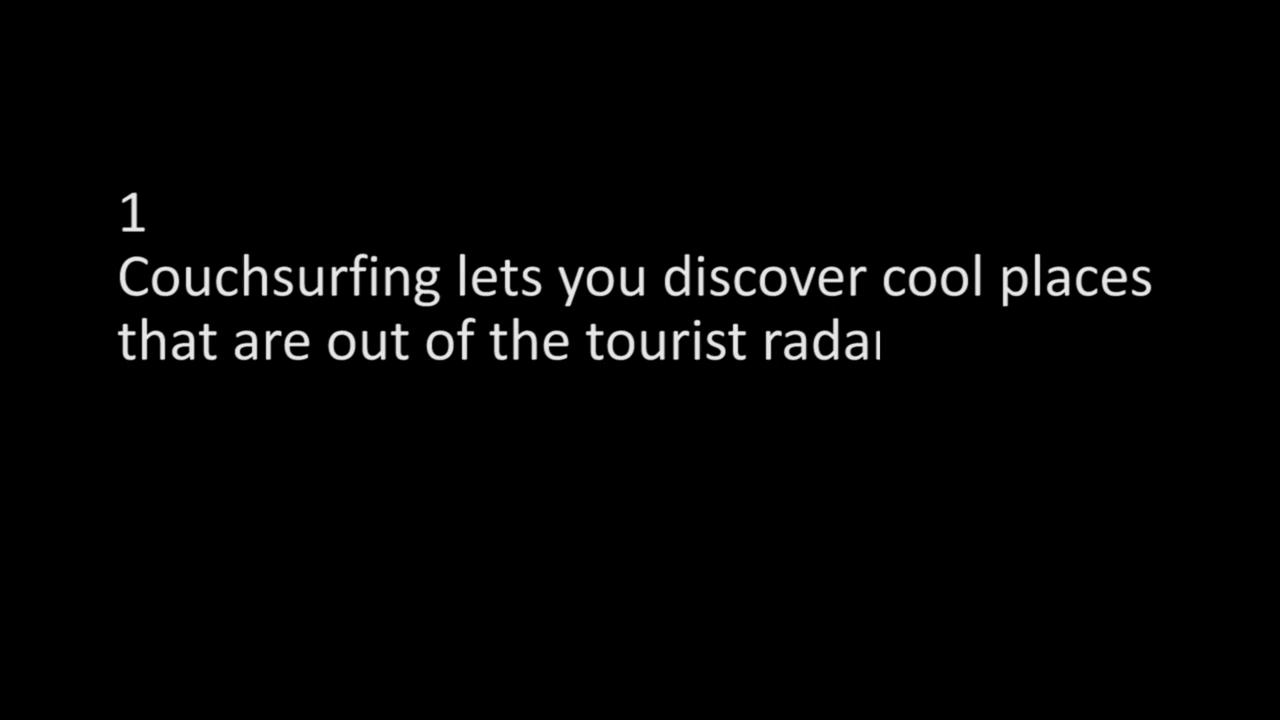 1
Couchsurfing lets you discover cool places
that are out of the tourist radar